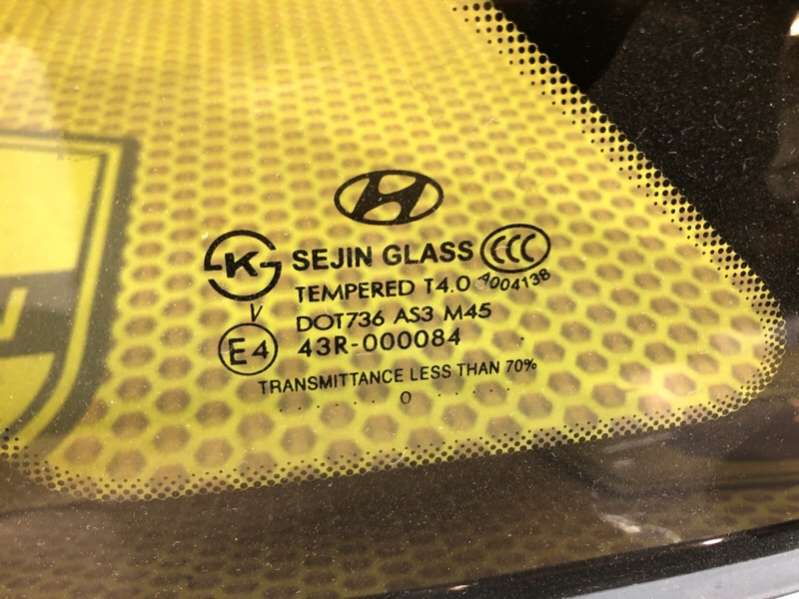 SEJIN GLASS CCC
K
TEMPERED T4.0 A004138
V
DOT736 AS3 M45
E4 43R-000084
TRANSMITTANCE LESS THAN 70%
. . . . . . O . . . . . .